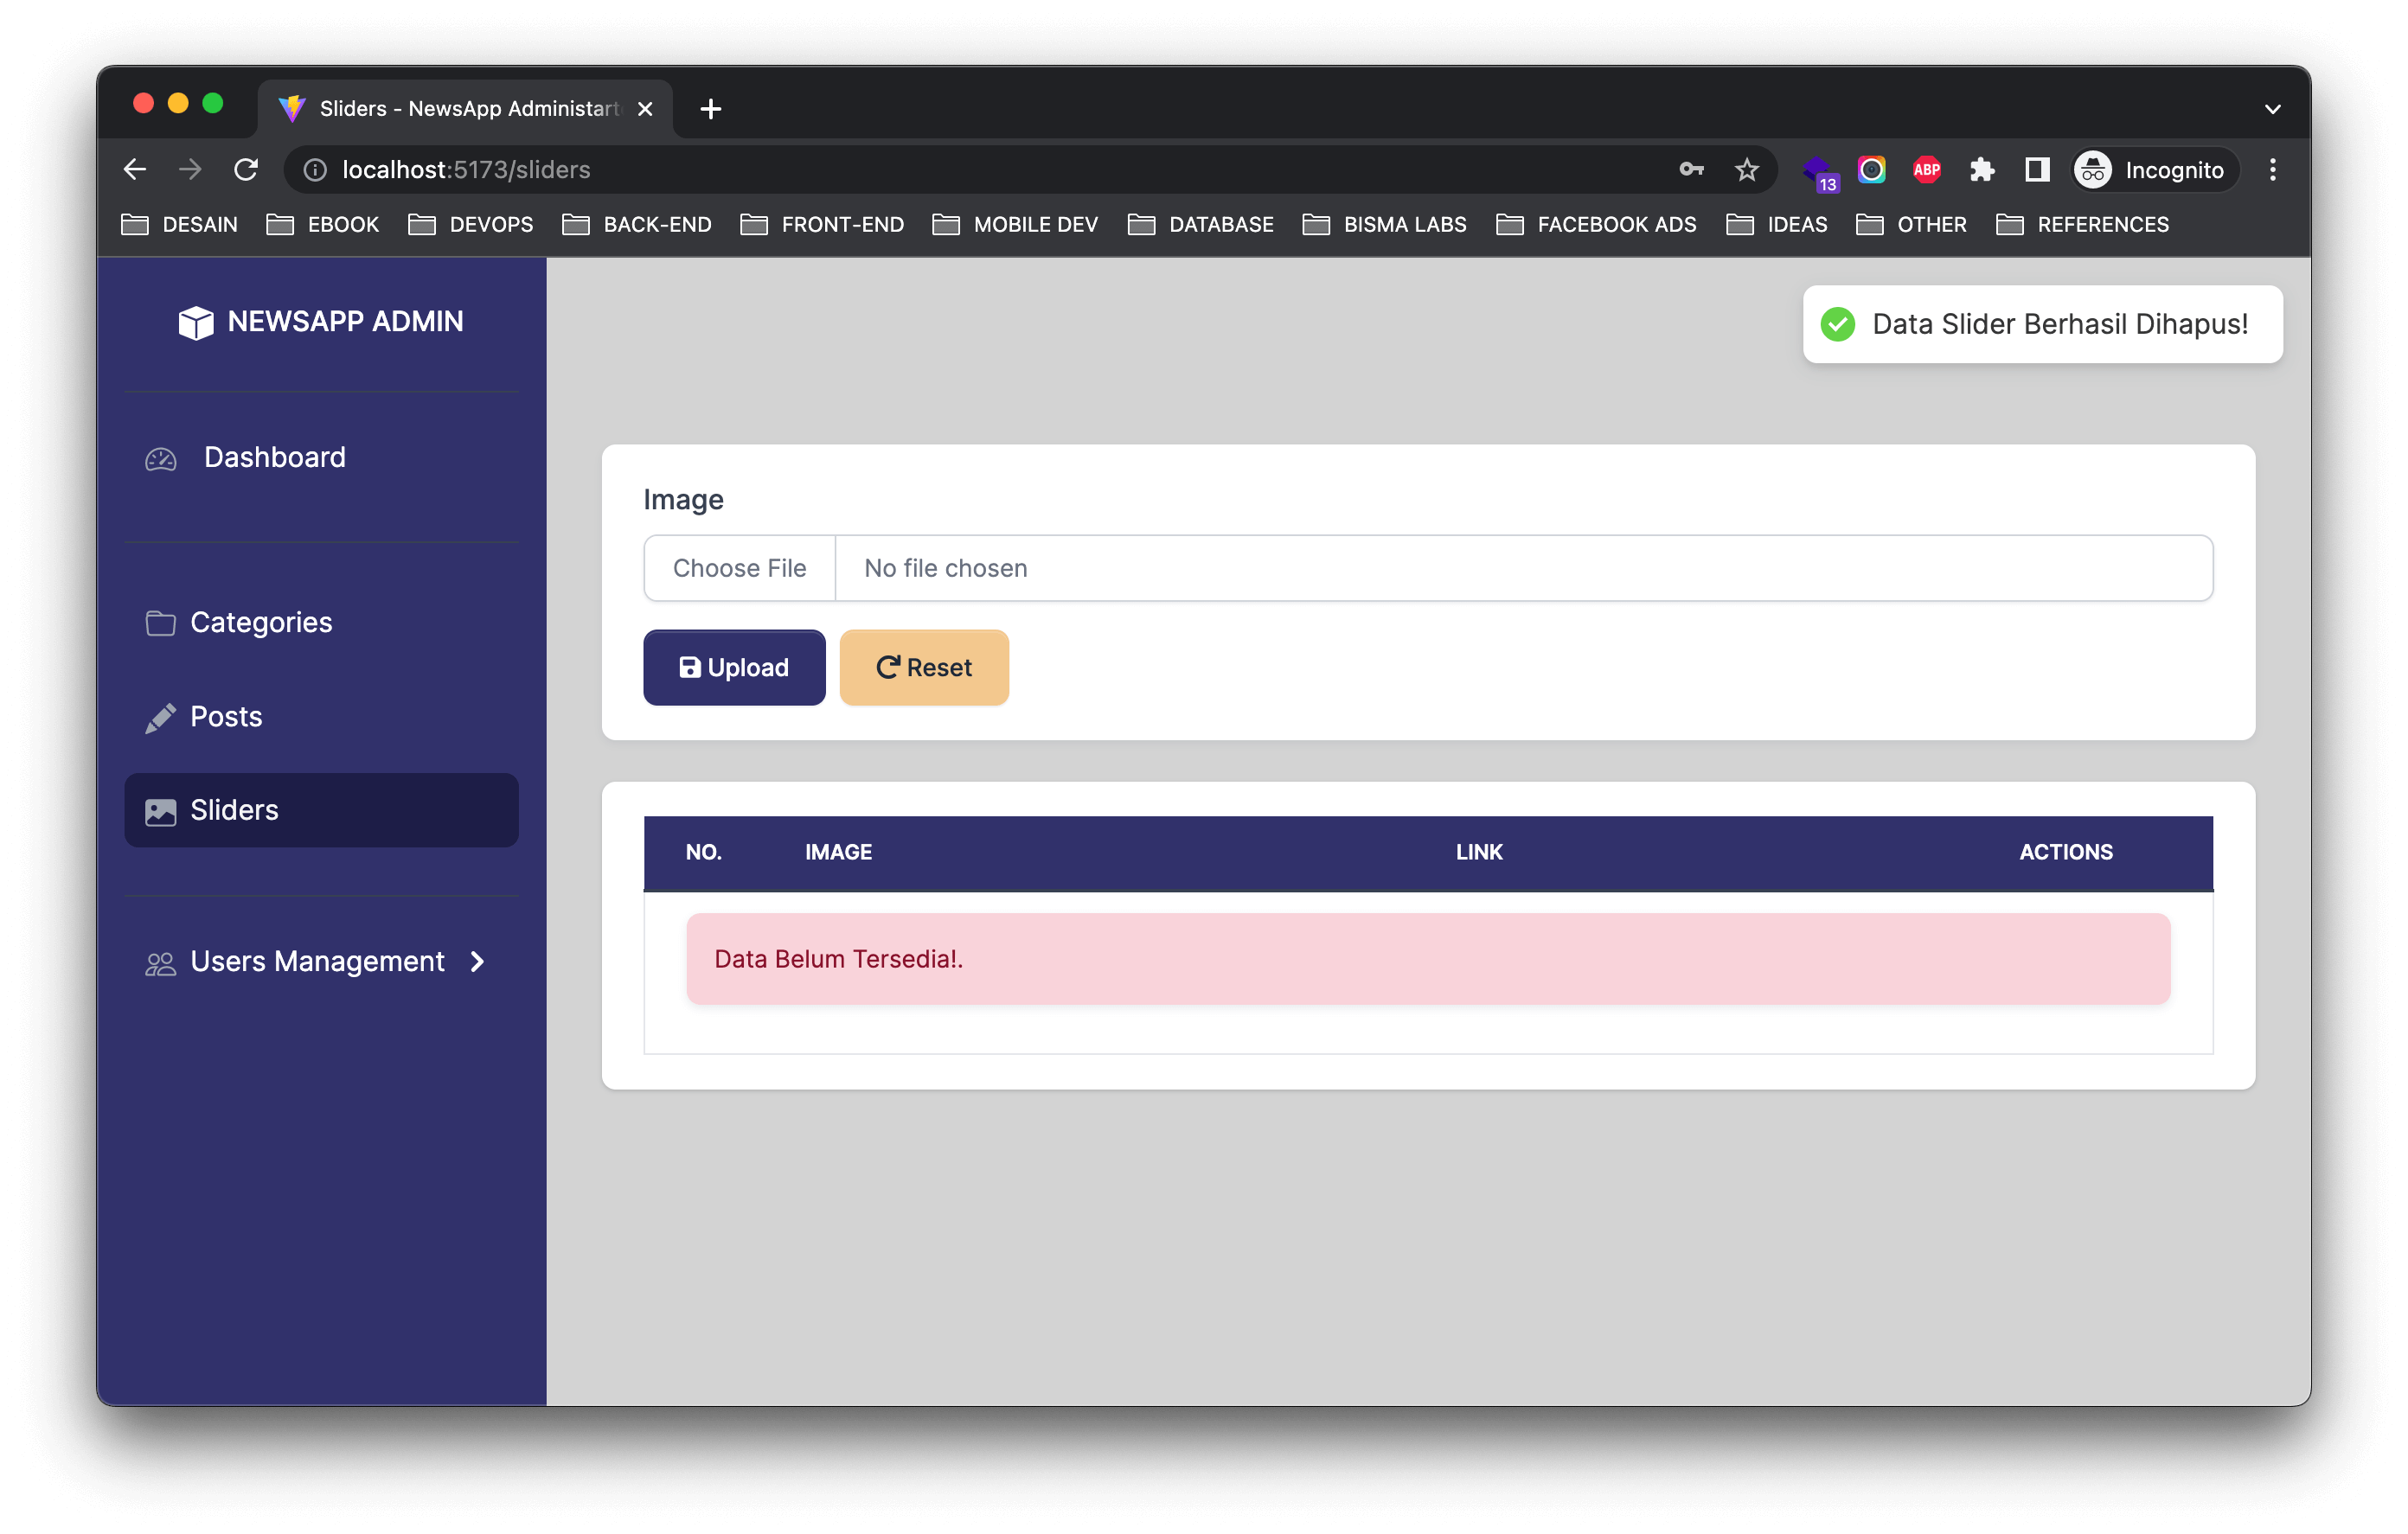 Sliders - NewsApp Administarto
localhost:5173/sliders
13
ABP
Incognito
DESAIN EBOOK DEVOPS BACK-END FRONT-END MOBILE DEV DATABASE BISMA LABS FACEBOOK ADS IDEAS OTHER REFERENCES
NEWSAPP ADMIN
Data Slider Berhasil Dihapus!
Dashboard
Categories
Posts
Sliders
Users Management
Image
Choose File No file chosen
Upload Reset
NO. IMAGE LINK ACTIONS
Data Belum Tersedia!.